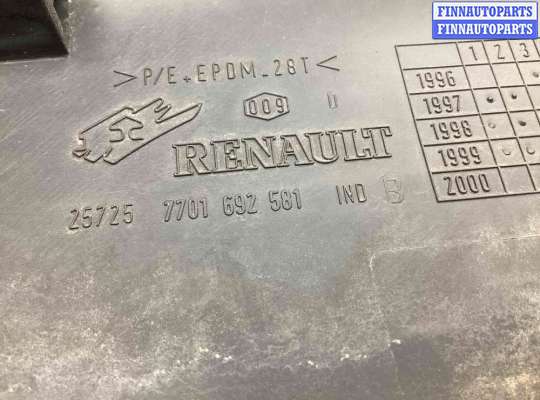 FINNAUTOPARTS
FINNAUTOPARTS
>P/E+EPDM-28T<
009 D
RENAULT
25725 7701 692 581 IND B
1 2 3
1996
1997
1998
1999
2000